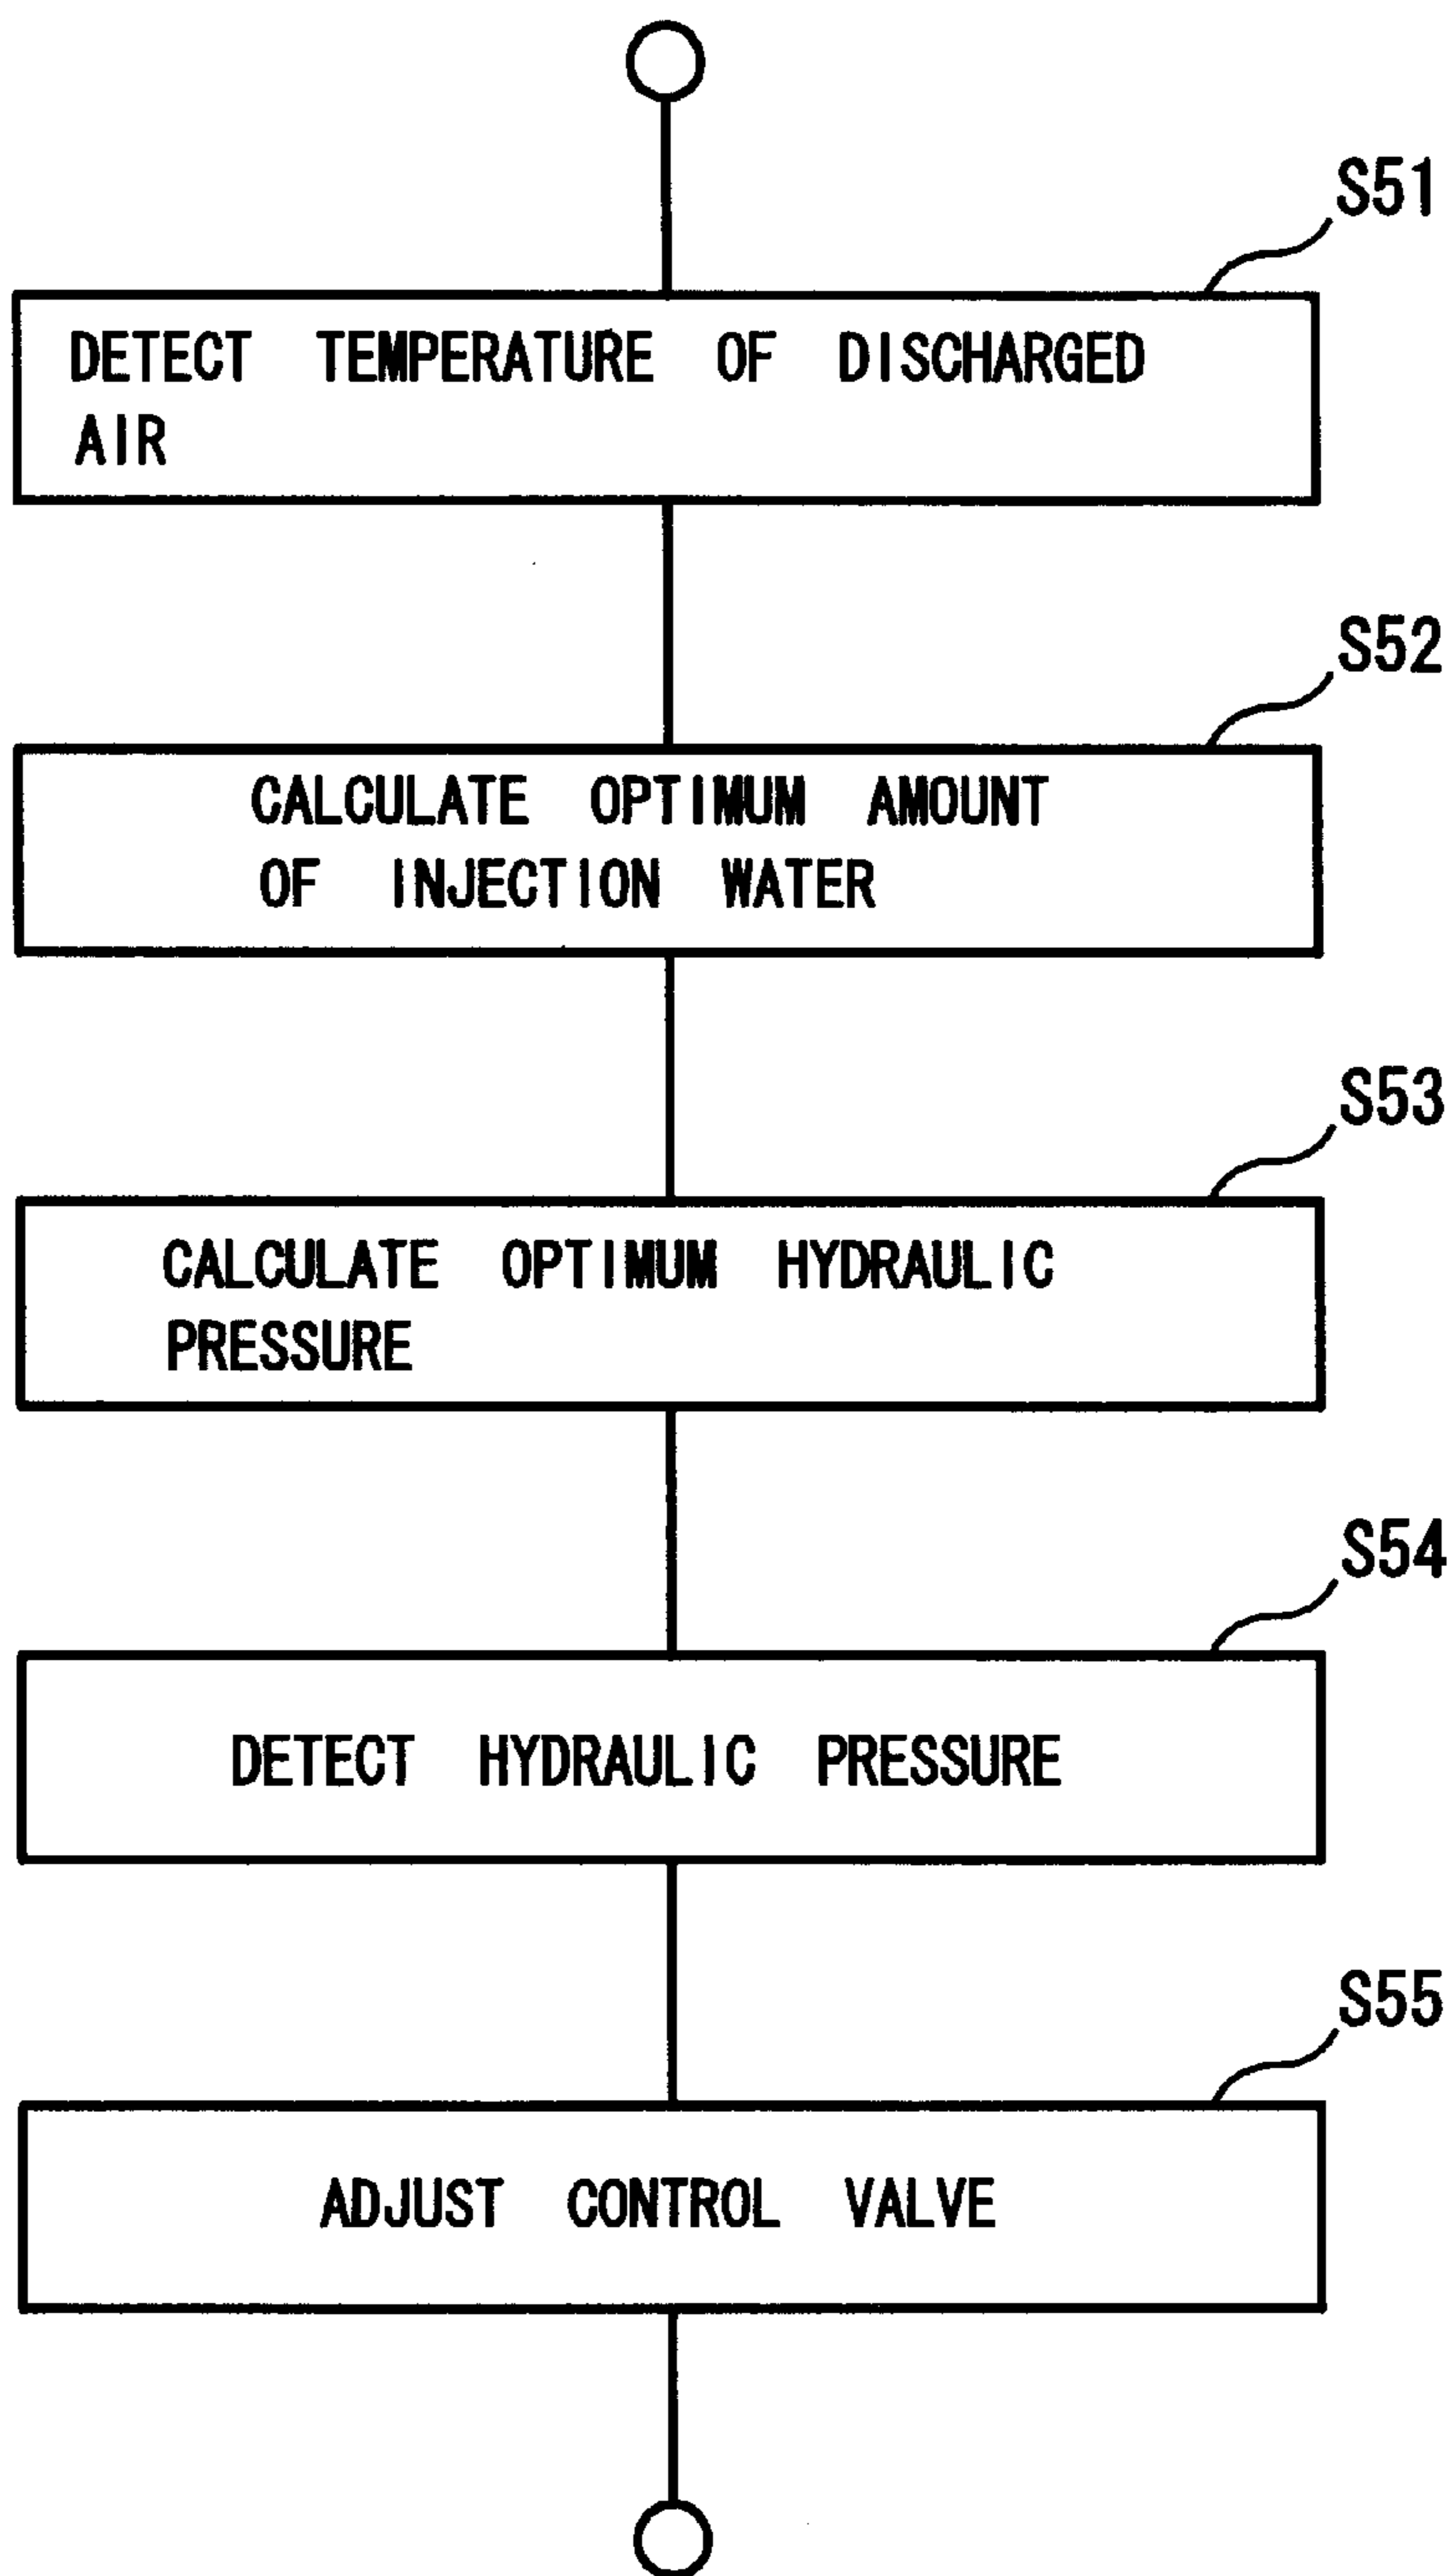 S51
DETECT TEMPERATURE OF DISCHARGED
AIR
S52
CALCULATE OPTIMUM AMOUNT
OF INJECTION WATER
S53
CALCULATE OPTIMUM HYDRAULIC
PRESSURE
S54
DETECT HYDRAULIC PRESSURE
S55
ADJUST CONTROL VALVE